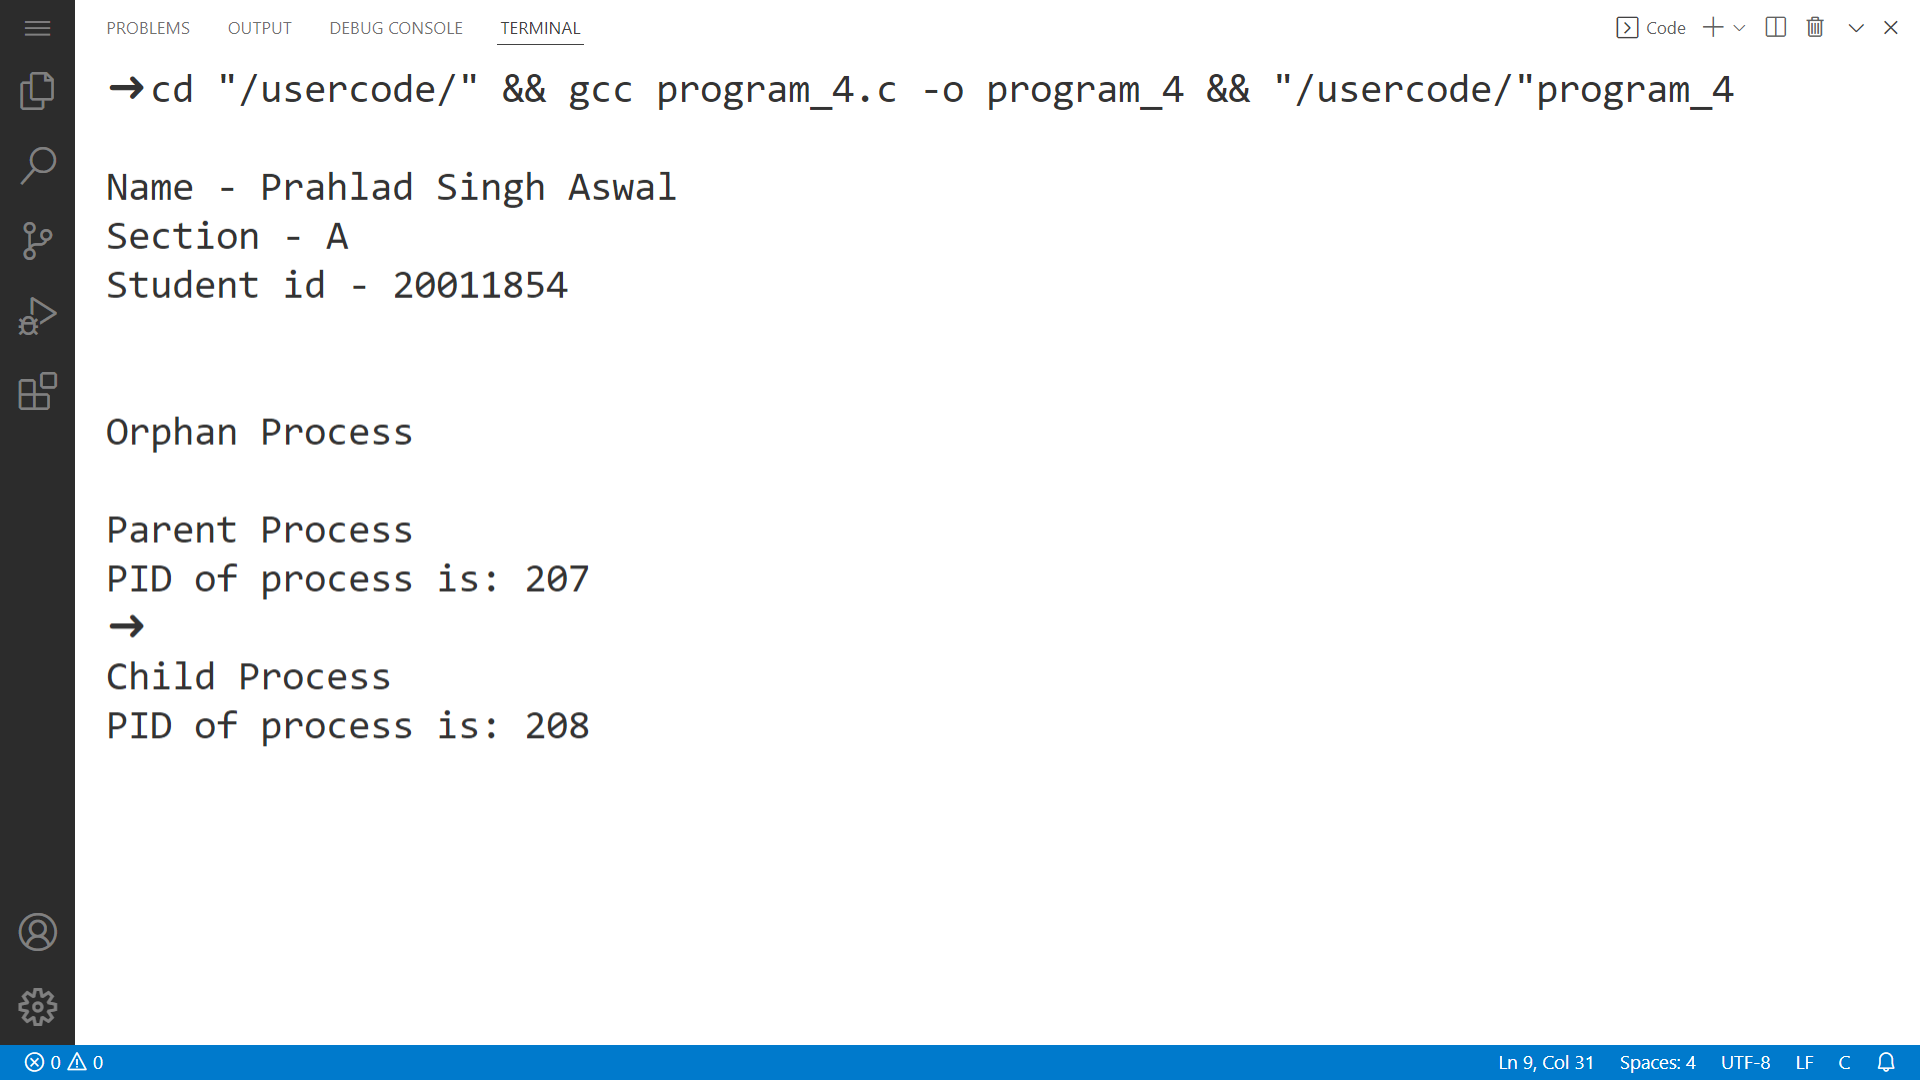 PROBLEMS OUTPUT DEBUG CONSOLE TERMINAL Code
➜cd "/usercode/" && gcc program_4.c -o program_4 && "/usercode/"program_4
Name - Prahlad Singh Aswal
Section - A
Student id - 20011854
Orphan Process
Parent Process
PID of process is: 207
➜
Child Process
PID of process is: 208
0 0 Ln 9, Col 31 Spaces: 4 UTF-8 LF C